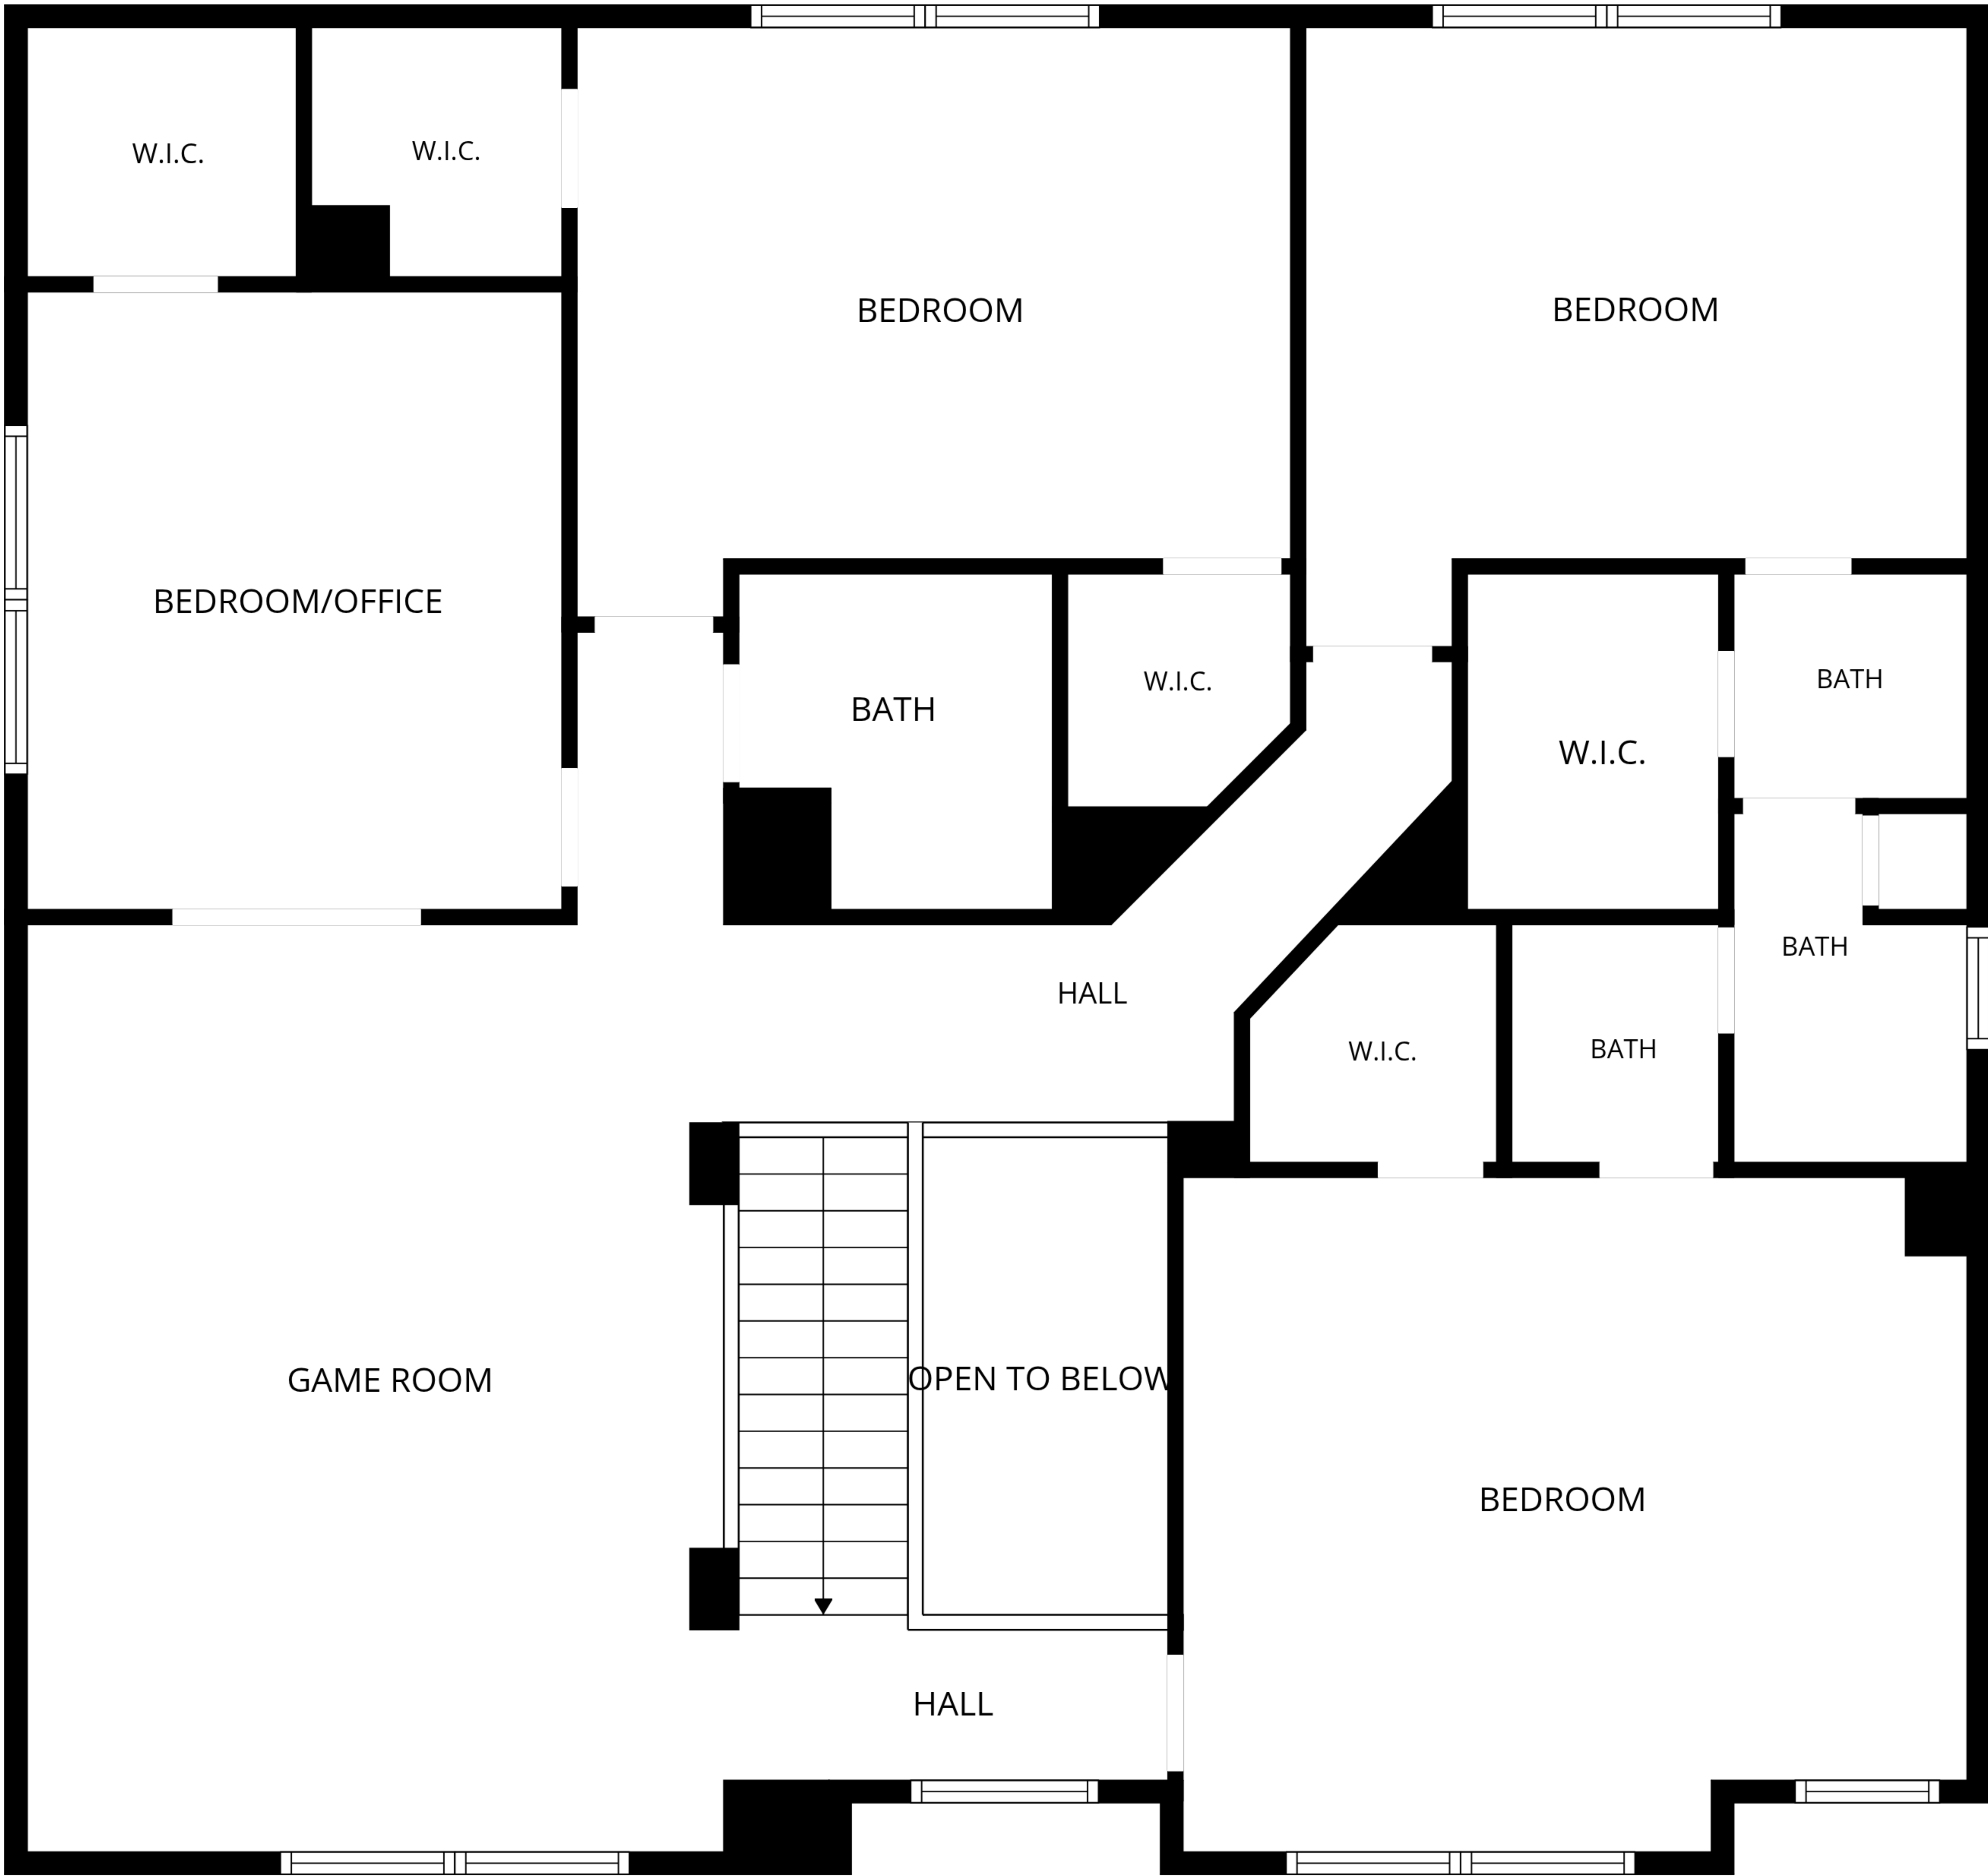 W.I.C.
W.I.C.
BEDROOM
BEDROOM
BEDROOM/OFFICE
BATH
W.I.C.
W.I.C.
BATH
HALL
BATH
W.I.C.
BATH
GAME ROOM
OPEN TO BELOW
BEDROOM
HALL